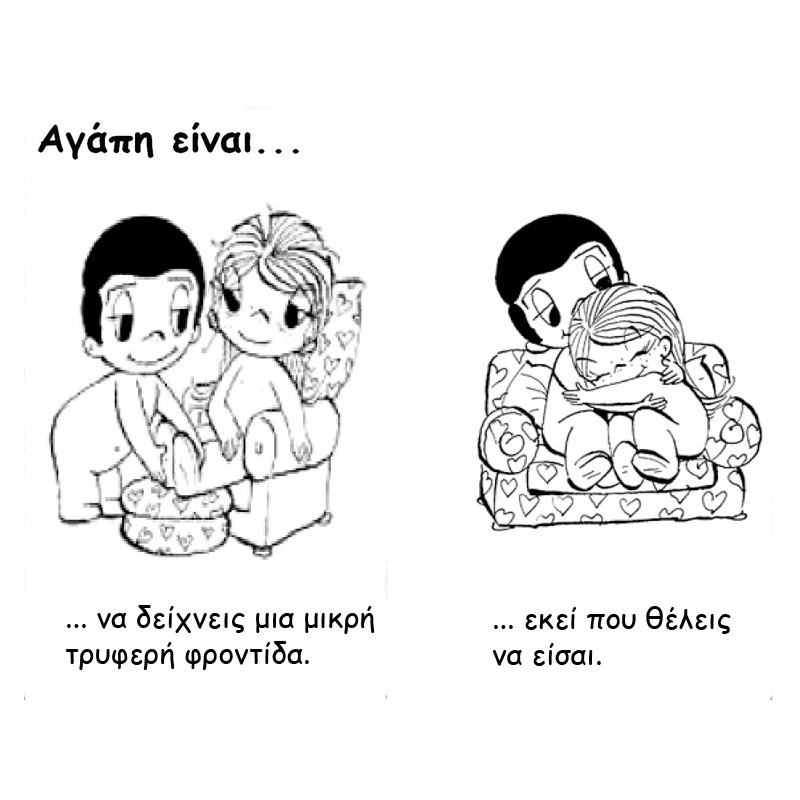 Αγάπη είναι...
... να δείχνεις μια μικρή
τρυφερή φροντίδα.
... εκεί που θέλεις
να είσαι.